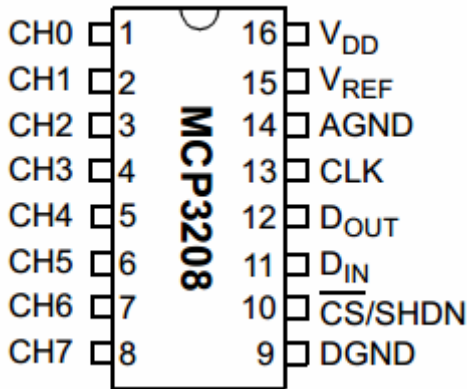 CH0 1 16 VDD
CH1 2 15 VREF
CH2 3 14 AGND
CH3 4 13 CLK
CH4 5 12 DOUT
CH5 6 11 DIN
CH6 7 10 CS/SHDN
CH7 8 9 DGND
MCP3208